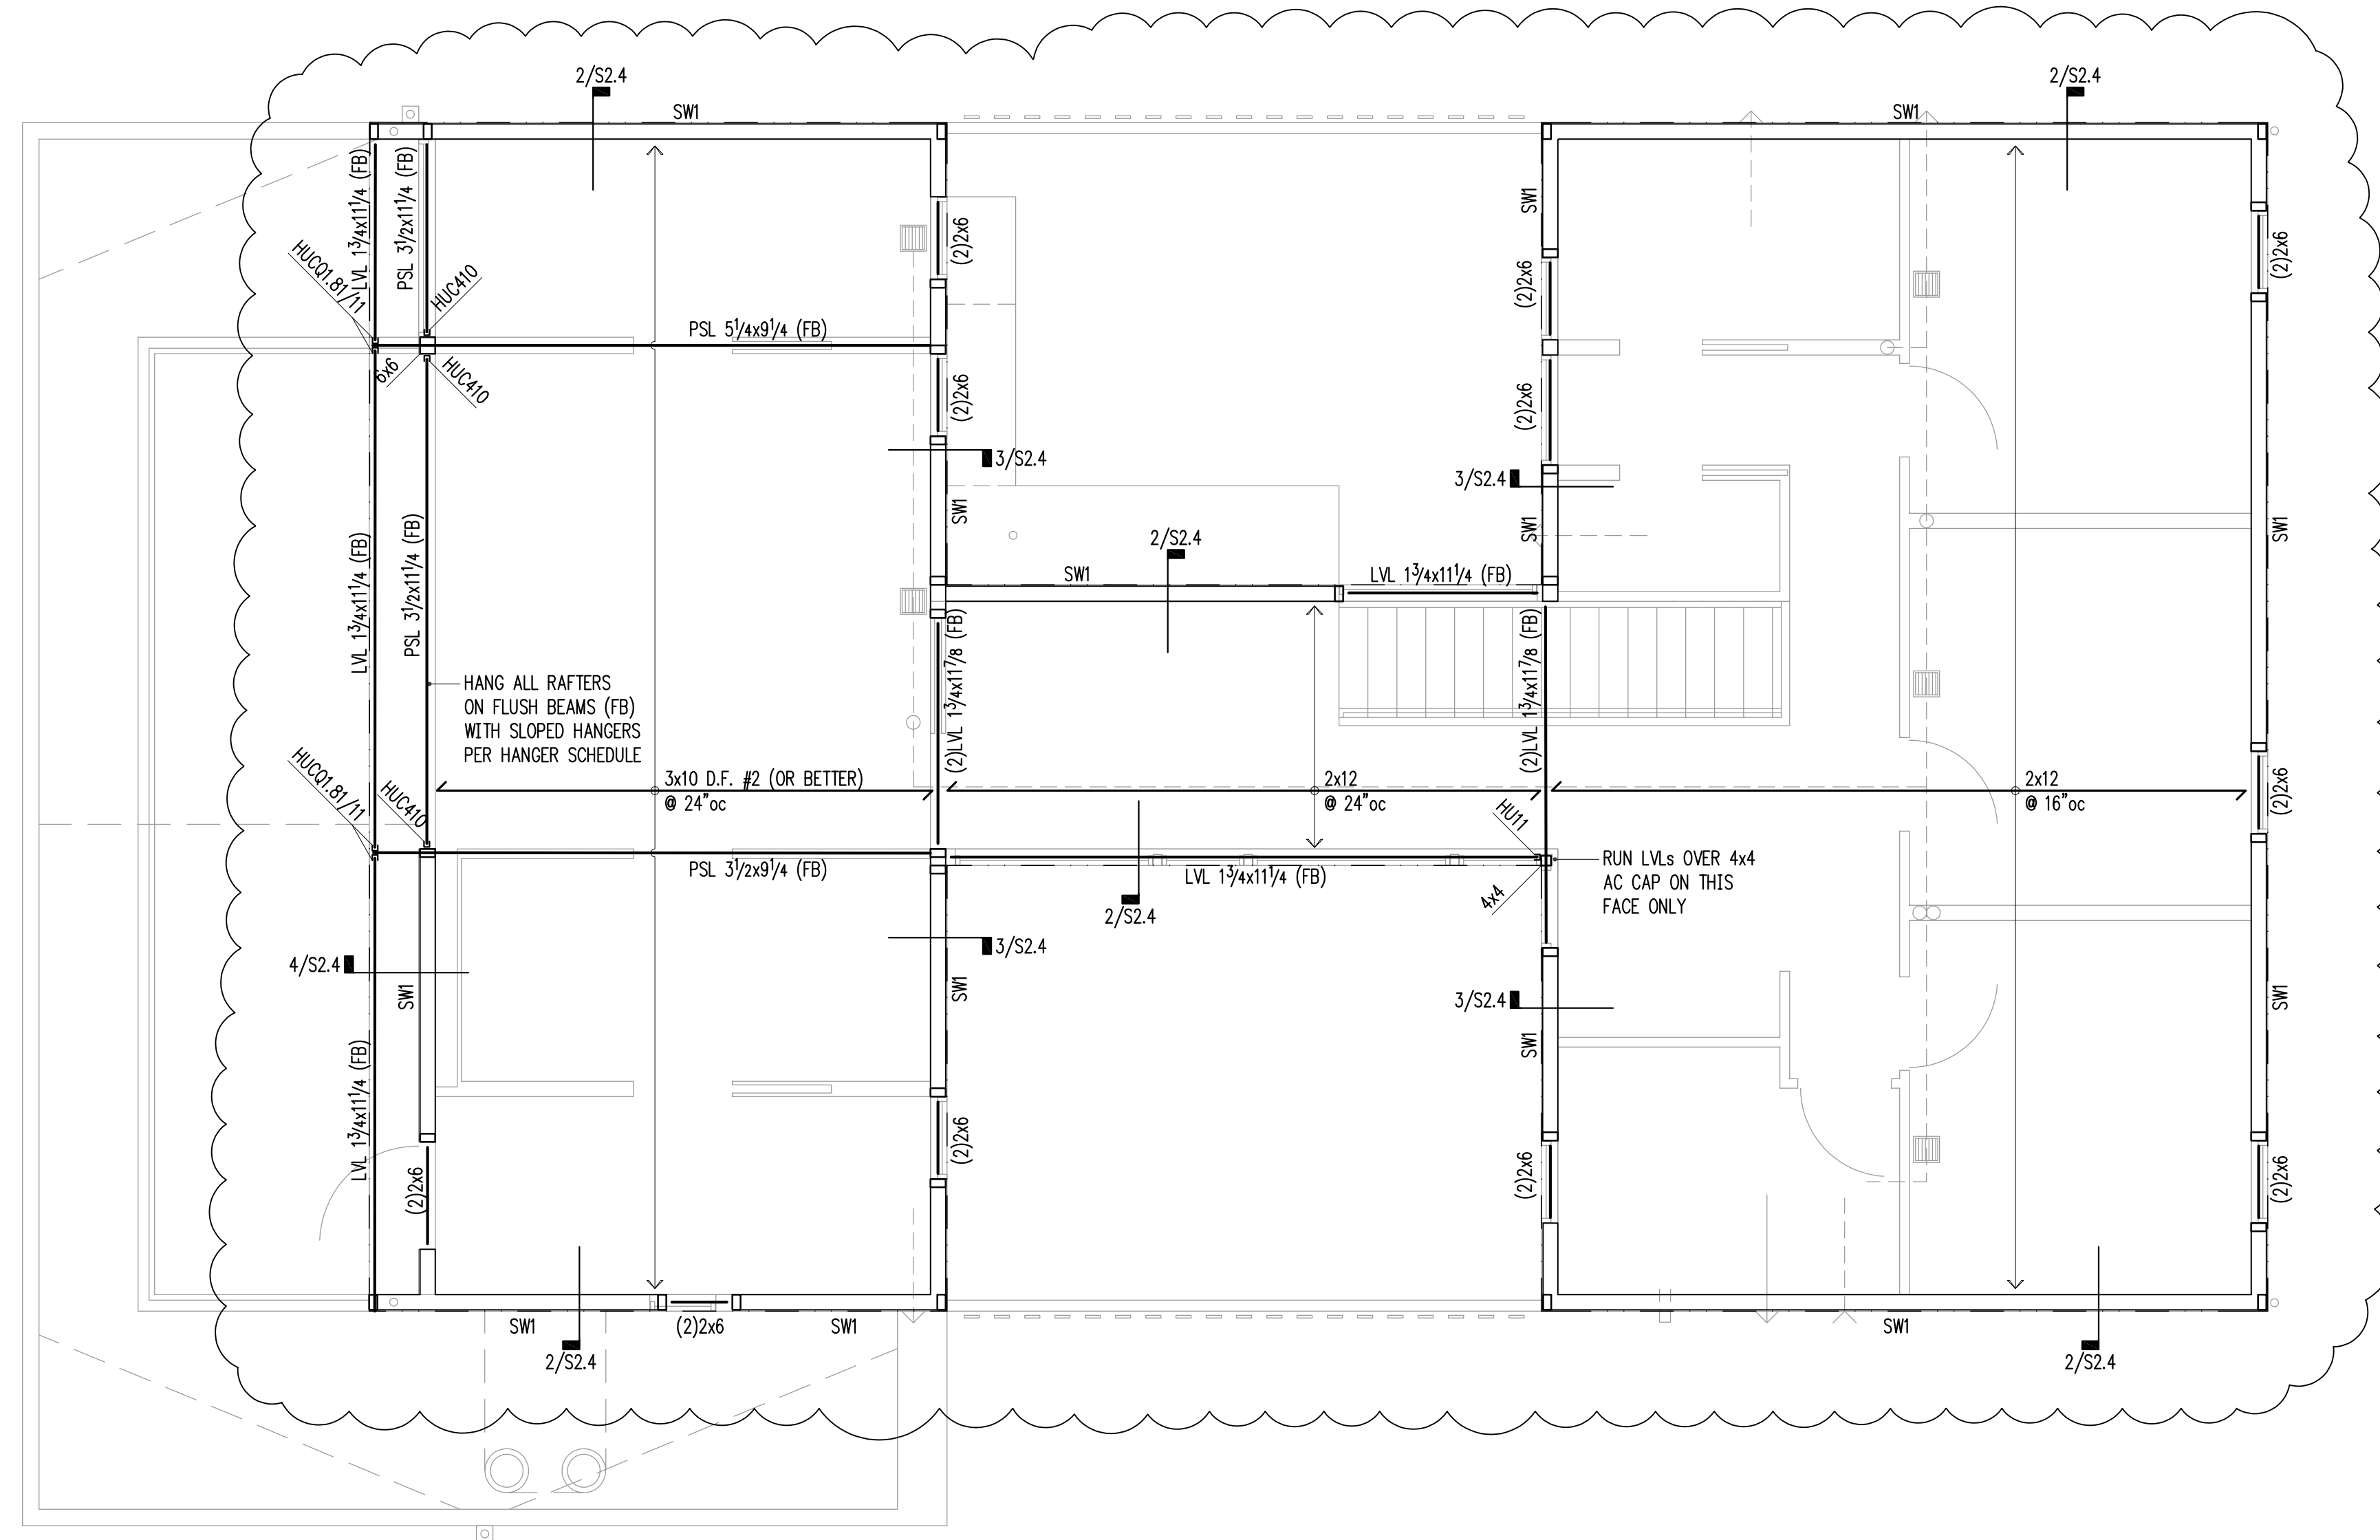 2/S2.4
2/S2.4
SW1
SW1
LVL 1¾x11¼ (FB)
PSL 3½x11¼ (FB)
SW1
(2)2x6
(2)2x6
(2)2x6
HUCQ1.81/11
HUC410
PSL 5¼x9¼ (FB)
6x6
HUC410
(2)2x6
(2)2x6
3/S2.4
3/S2.4
SW1
SW1
SW1
2/S2.4
SW1
LVL 1¾x11¼ (FB)
LVL 1¾x11¼ (FB)
PSL 3½x11¼ (FB)
(2)LVL 1¾x11⅞ (FB)
(2)LVL 1¾x11⅞ (FB)
HANG ALL RAFTERS
ON FLUSH BEAMS (FB)
WITH SLOPED HANGERS
PER HANGER SCHEDULE
HUCQ1.81/11
HUC410
3x10 D.F. #2 (OR BETTER)
@ 24"oc
2x12
@ 24"oc
2x12
@ 16"oc
(2)2x6
HU11
PSL 3½x9¼ (FB)
LVL 1¾x11¼ (FB)
4x4
RUN LVLs OVER 4x4
AC CAP ON THIS
FACE ONLY
2/S2.4
3/S2.4
4/S2.4
SW1
SW1
3/S2.4
SW1
SW1
LVL 1¾x11¼ (FB)
(2)2x6
(2)2x6
(2)2x6
(2)2x6
SW1
(2)2x6
SW1
SW1
2/S2.4
2/S2.4